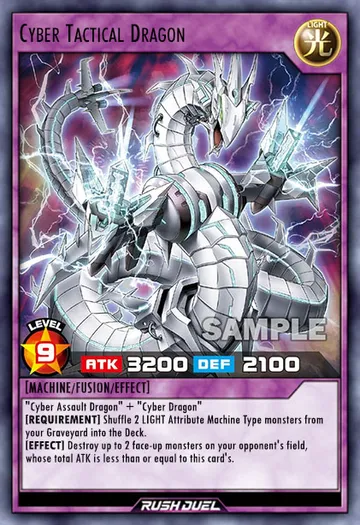 Cyber Tactical Dragon
LIGHT
光
SAMPLE
LEVEL
9
ATK 3200 DEF 2100
[MACHINE/FUSION/EFFECT]
"Cyber Assault Dragon" + "Cyber Dragon"
[REQUIREMENT] Shuffle 2 LIGHT Attribute Machine Type monsters
from your Graveyard into the Deck.
[EFFECT] Destroy up to 2 face-up monsters on your opponent's field,
whose total ATK is less than or equal to this card's.
RUSH DUEL